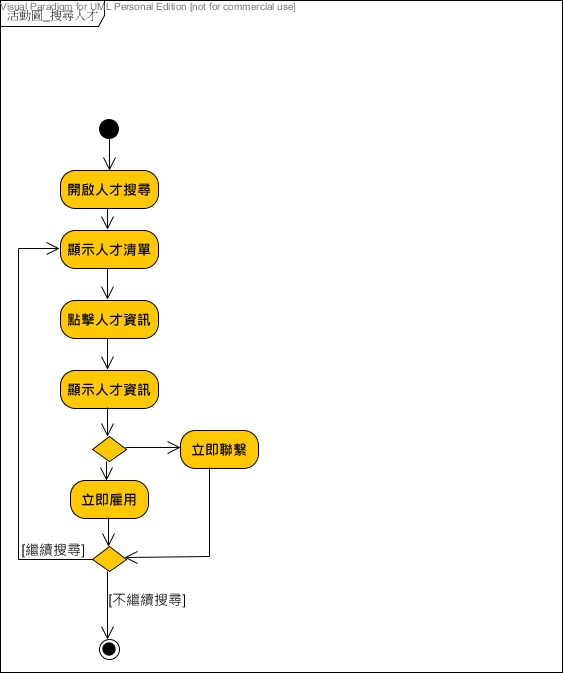 Visual Paradigm for UML Personal Edition [not for commercial use]
活動圖_搜尋人才
開啟人才搜尋
顯示人才清單
點擊人才資訊
顯示人才資訊
立即聯繫
立即雇用
[繼續搜尋]
[不繼續搜尋]